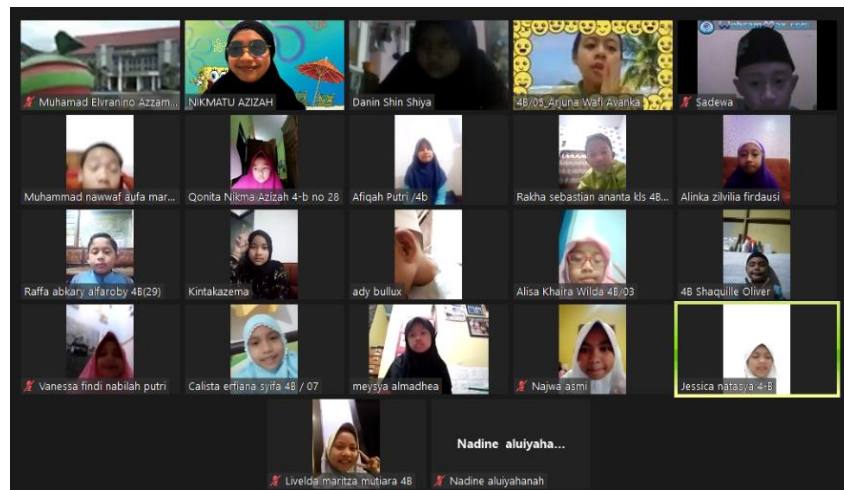 Webcam Max.com
Muhamad Elvranino Azzam...
NIKMATU AZIZAH
Danin Shin Shiya
4B/05_Arjuna Wafi Avanka
Sadewa
Muhammad nawwaf aufa mar...
Qonita Nikma Azizah 4-b no 28
Afiqah Putri /4b
Rakha sebastian ananta kls 4B...
Alinka zilvilia firdausi
Raffa abkary alfaroby 4B(29)
Kintakazema
ady bullux
Alisa Khaira Wilda 4B/03
4B Shaquille Oliver
Vanessa findi nabilah putri
Calista erfiana syifa 4B / 07
meysya almadhea
Najwa asmi
Jessica natasya 4-B
Livelda maritza mutiara 4B
Nadine aluiyaha...
Nadine aluiyahanah